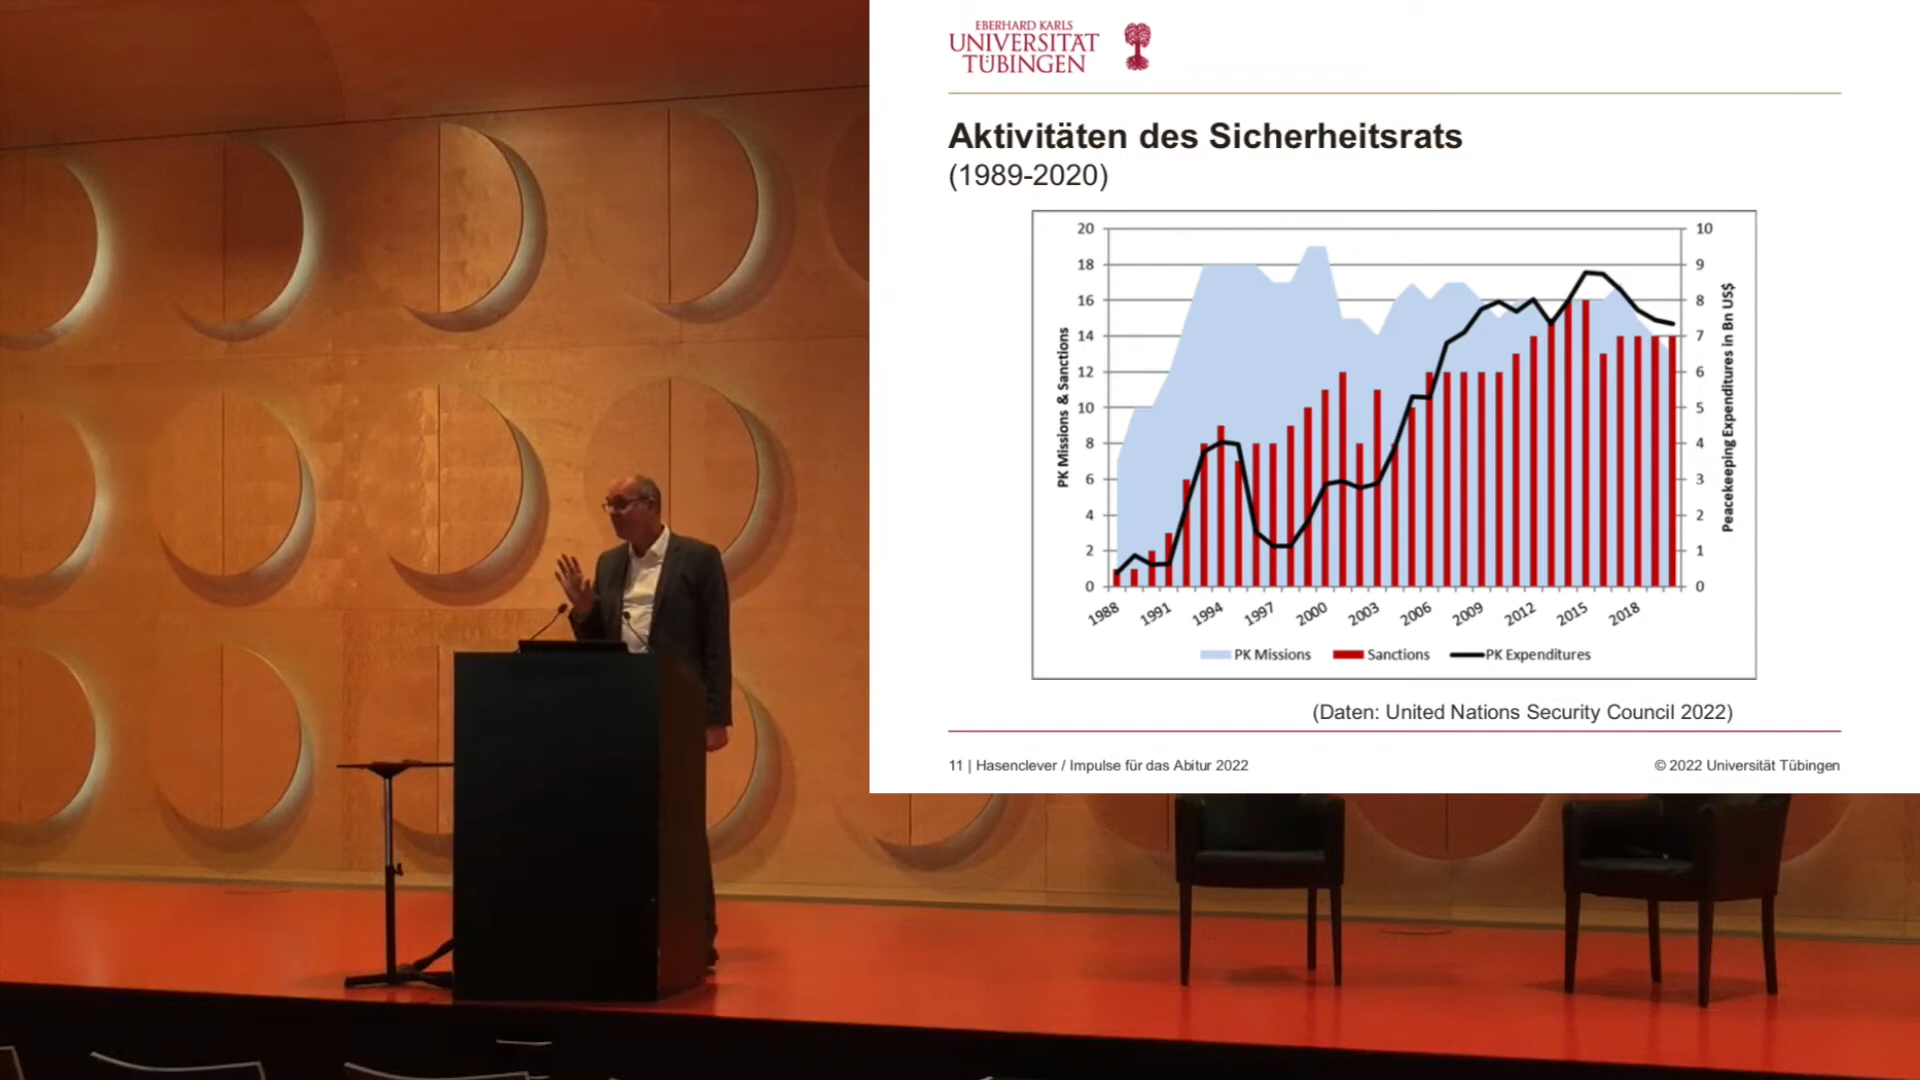 EBERHARD KARLS
UNIVERSITÄT
TÜBINGEN
Aktivitäten des Sicherheitsrats
(1989-2020)
PK Missions & Sanctions
20
18
16
14
12
10
8
6
4
2
0
10
9
8
7
6
5
4
3
2
1
0
Peacekeeping Expenditures in Bn US$
1988 1991 1994 1997 2000 2003 2006 2009 2012 2015 2018
PK Missions Sanctions PK Expenditures
(Daten: United Nations Security Council 2022)
11 | Hasenclever / Impulse für das Abitur 2022
© 2022 Universität Tübingen